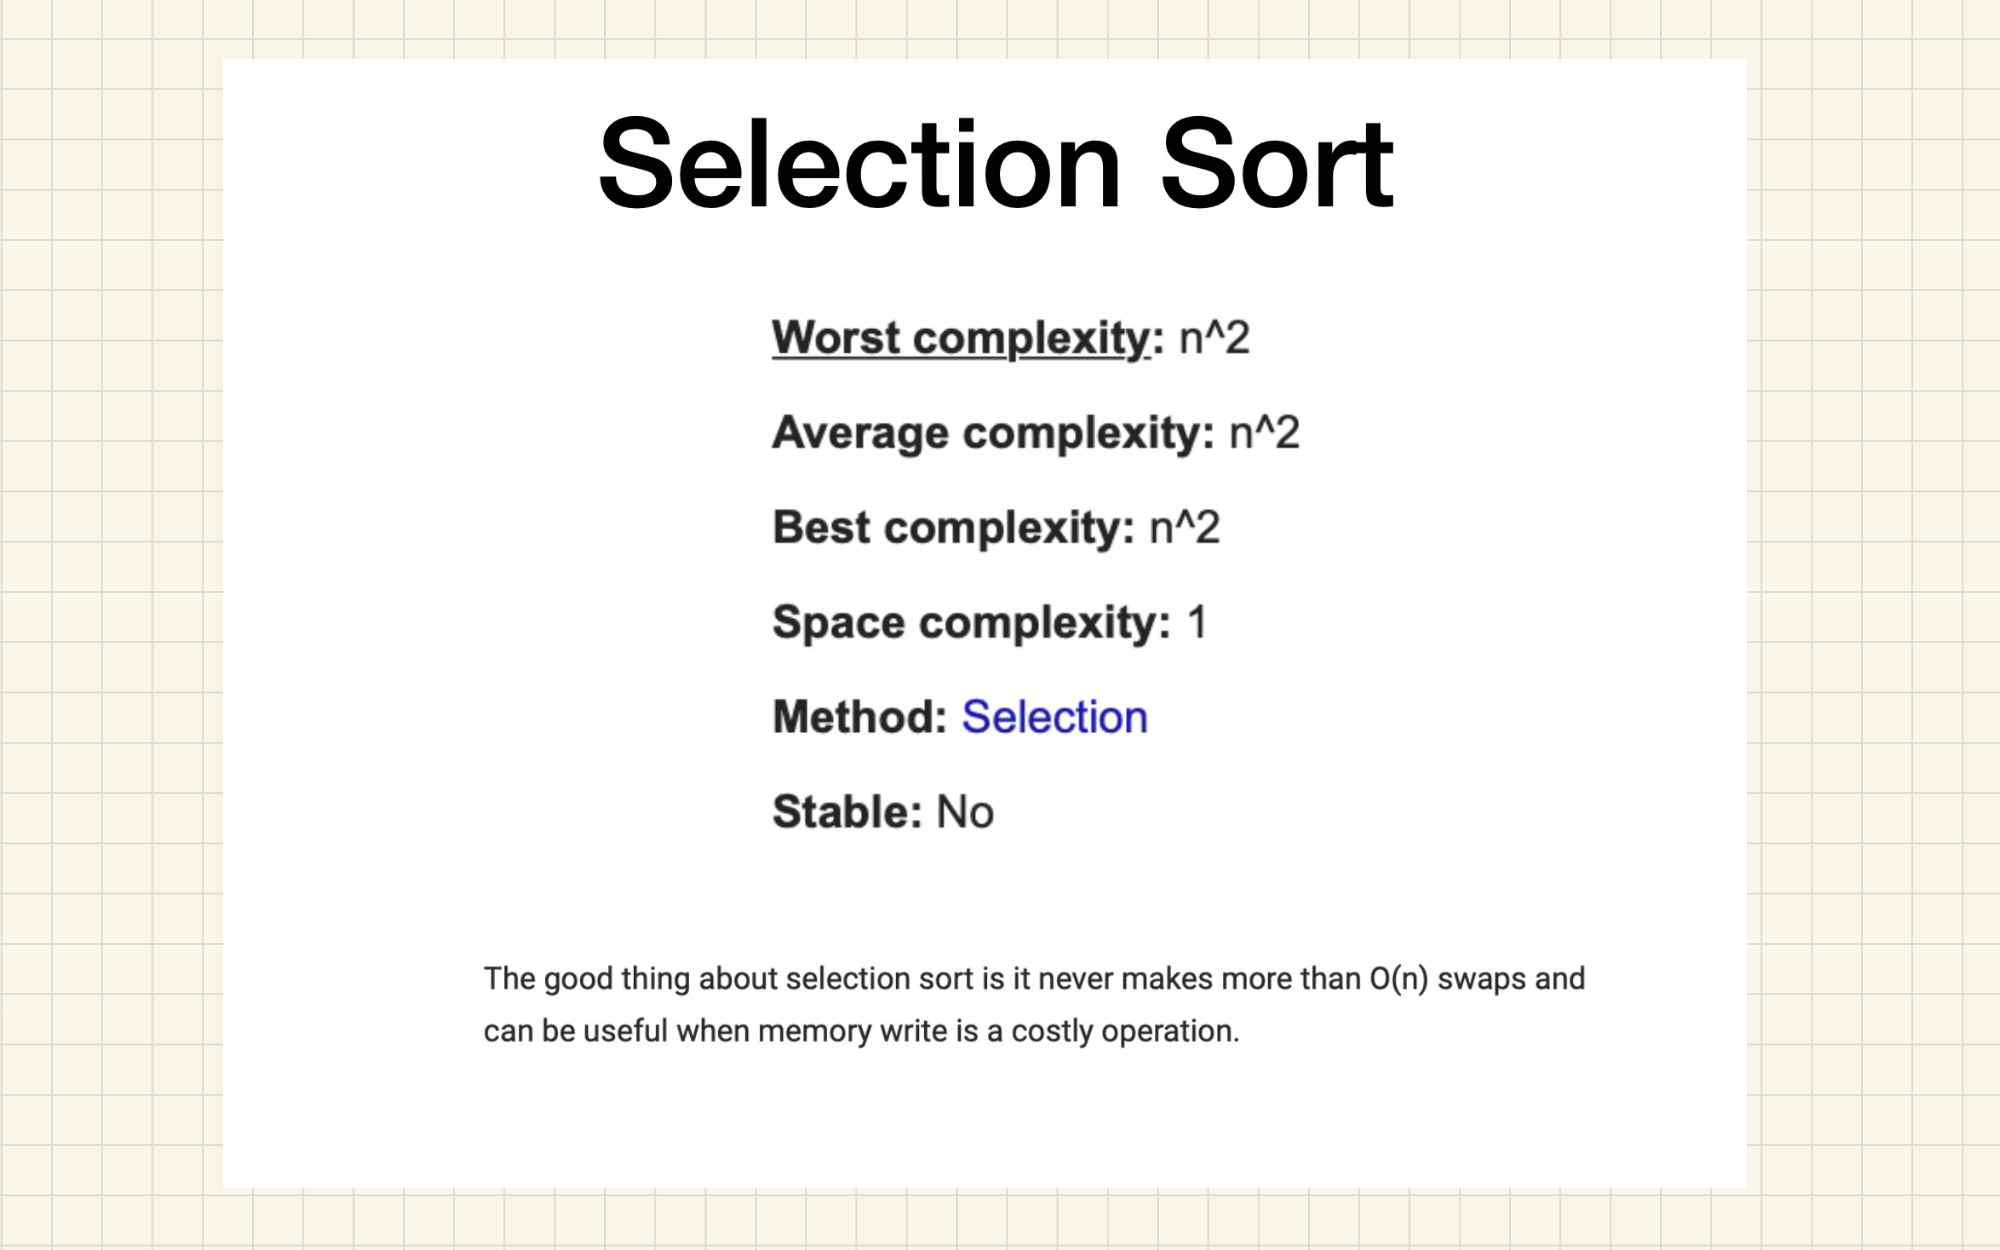 Selection Sort
Worst complexity: n^2
Average complexity: n^2
Best complexity: n^2
Space complexity: 1
Method: Selection
Stable: No
The good thing about selection sort is it never makes more than O(n) swaps and
can be useful when memory write is a costly operation.